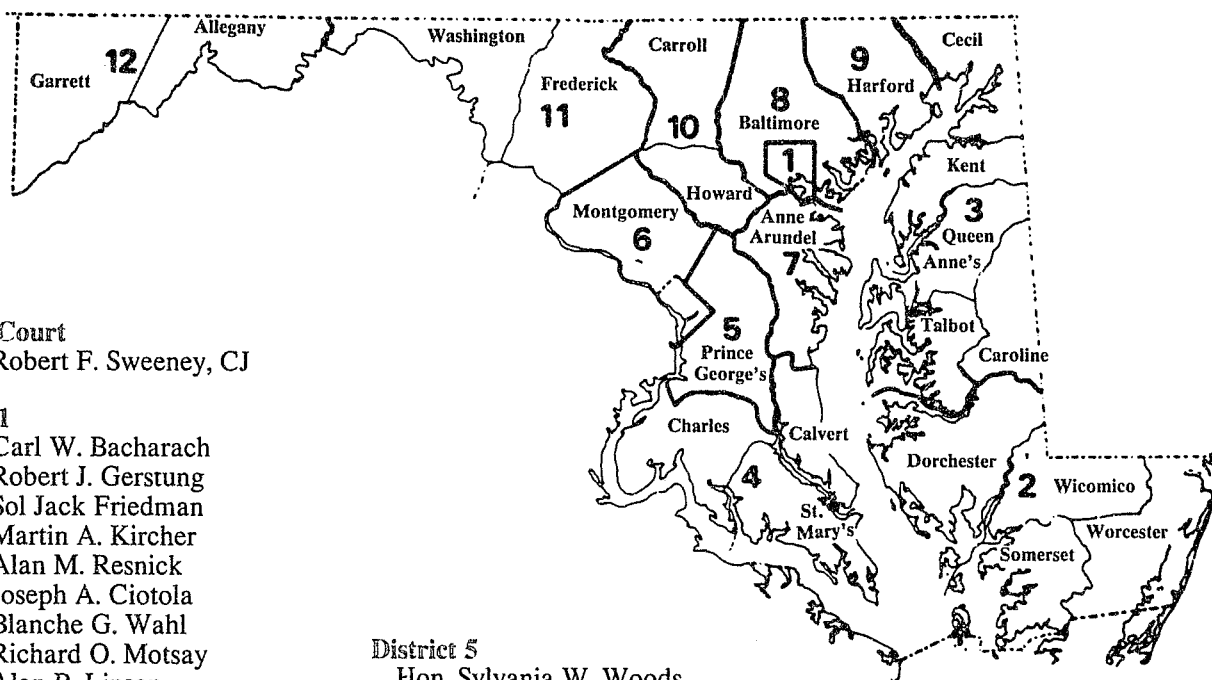 Allegany
Washington
Carroll
Cecil
12
Garrett
Frederick
9
Harford
11
8
10
Baltimore
1
Kent
Howard
Montgomery
6
3
Queen
Anne's
Anne
Arundel
7
Court
Robert F. Sweeney, CJ
5
Prince
George's
Talbot
Caroline
1
Carl W. Bacharach
Robert J. Gerstung
Sol Jack Friedman
Martin A. Kircher
Alan M. Resnick
Joseph A. Ciotola
Blanche G. Wahl
Richard O. Motsay
Charles
Calvert
4
St.
Mary's
Dorchester
2 Wicomico
Worcester
Somerset
District 5
Hon. Sylvania W. Woods